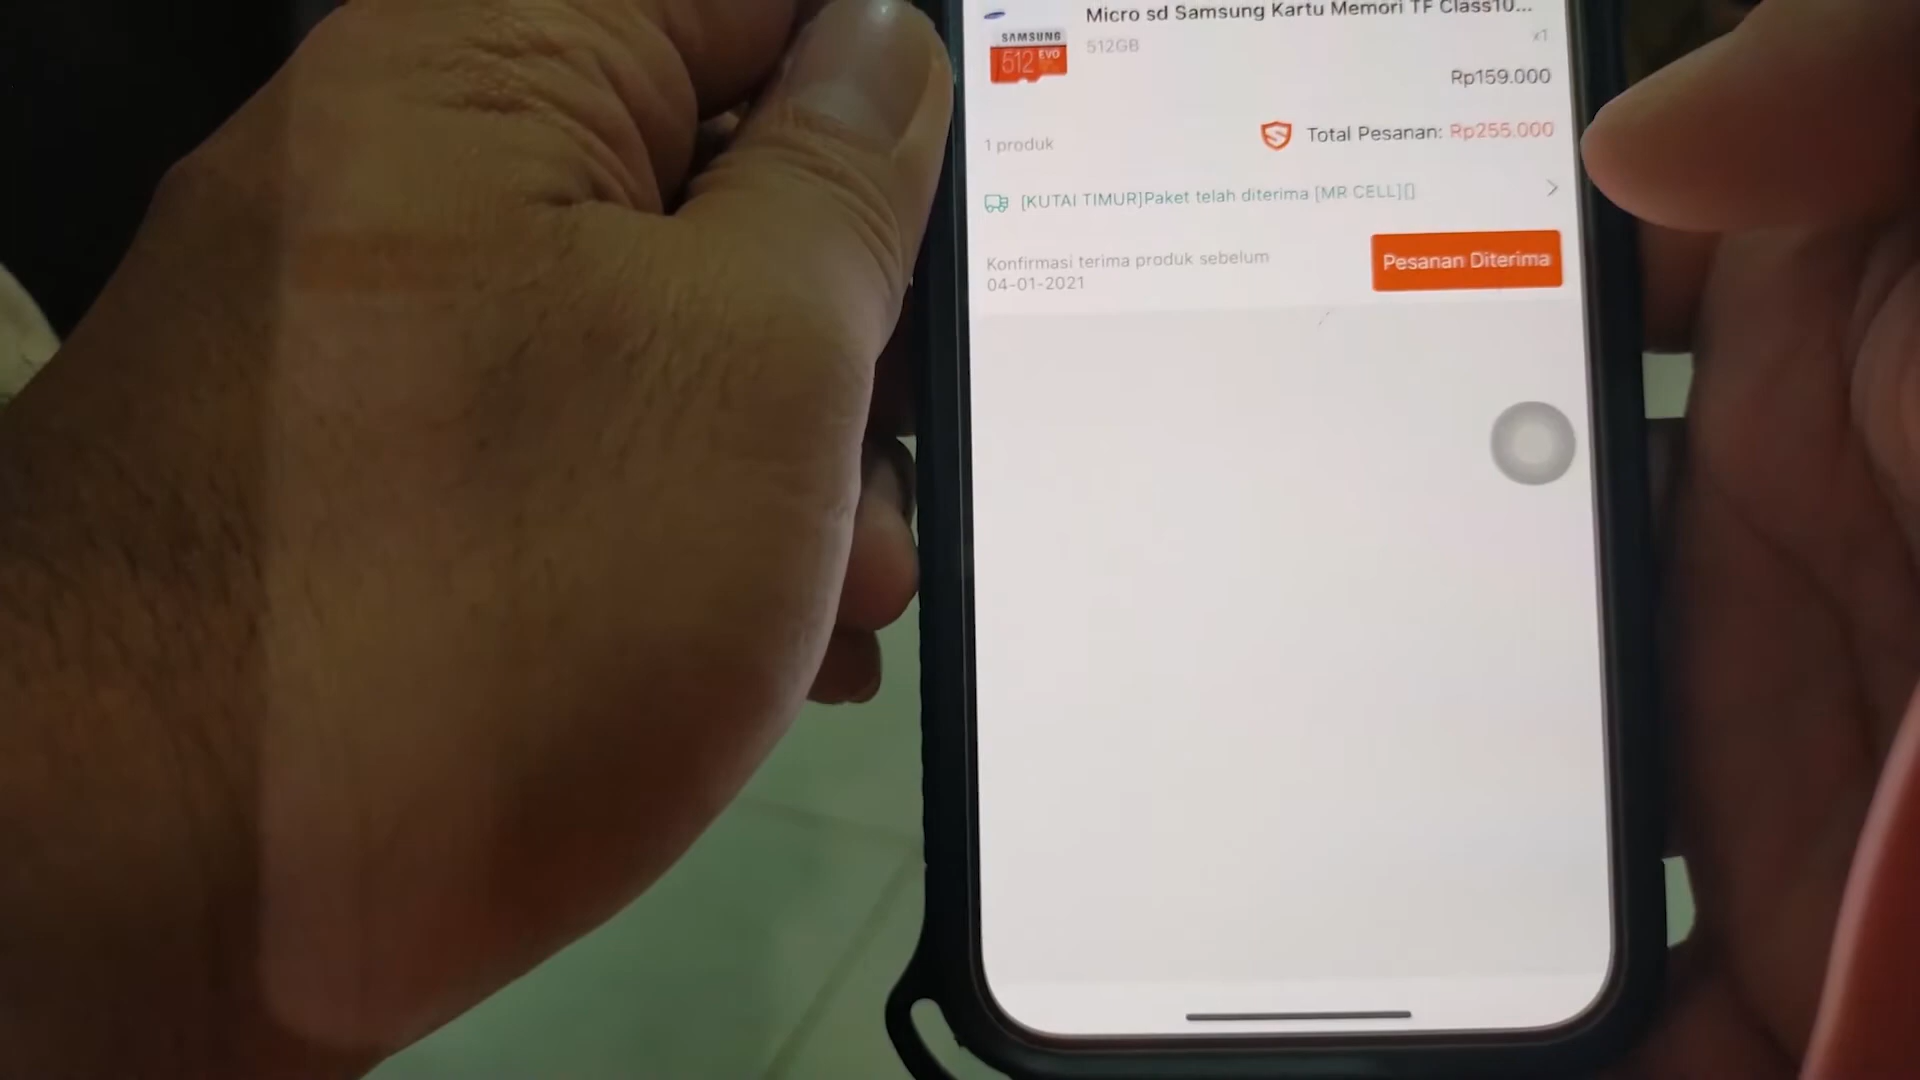 Micro sd Samsung Kartu Memori TF Class10...
SAMSUNG
512 EVO
512GB
x1
Rp159.000
1 produk
Total Pesanan: Rp255.000
[KUTAI TIMUR]Paket telah diterima [MR CELL][]
Konfirmasi terima produk sebelum
04-01-2021
Pesanan Diterima